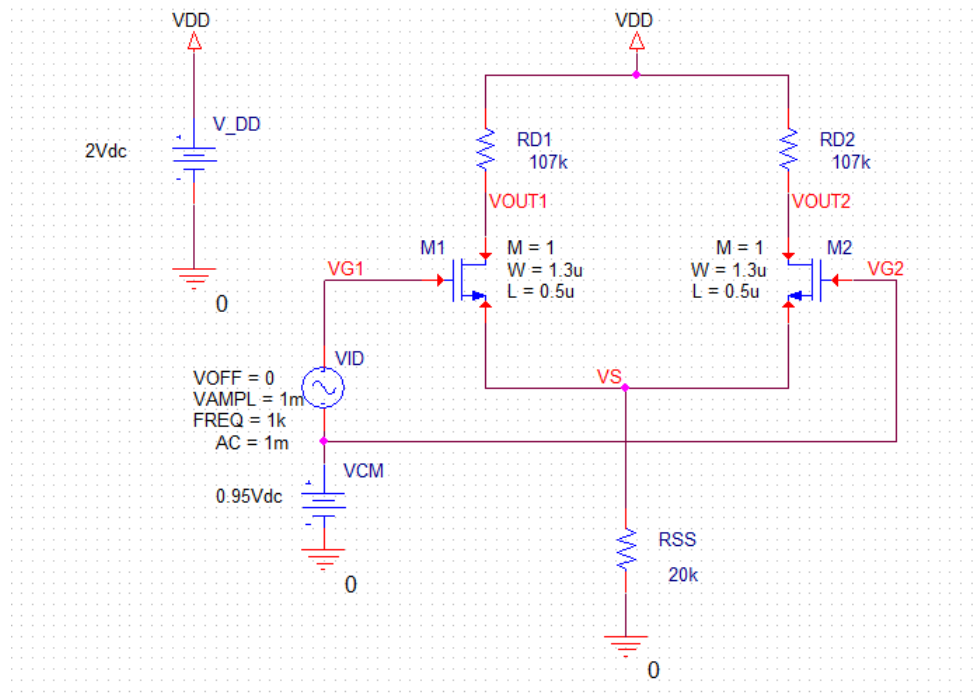 VDD
VDD
V_DD
2Vdc
RD1
107k
RD2
107k
VOUT1
VOUT2
M1
M = 1
W = 1.3u
L = 0.5u
M = 1
W = 1.3u
L = 0.5u
M2
VG1
VG2
0
VID
VOFF = 0
VAMPL = 1m
FREQ = 1k
AC = 1m
VS
VCM
0.95Vdc
0
RSS
20k
0